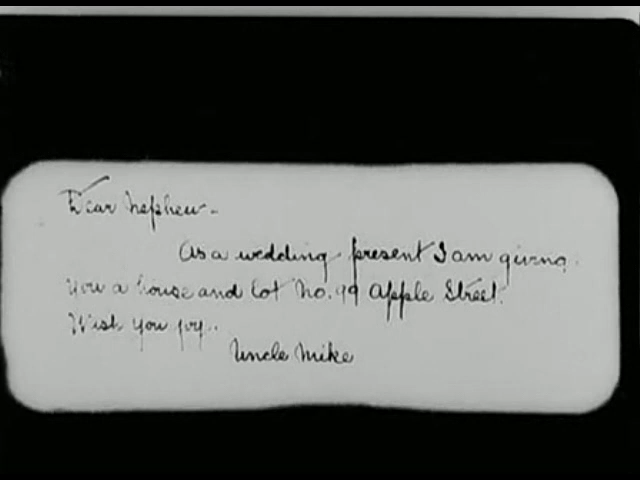 Dear Nephew-
As a wedding present I am giving
you a house and lot No. 99 Apple Street.
Wish you joy.
Uncle Mike